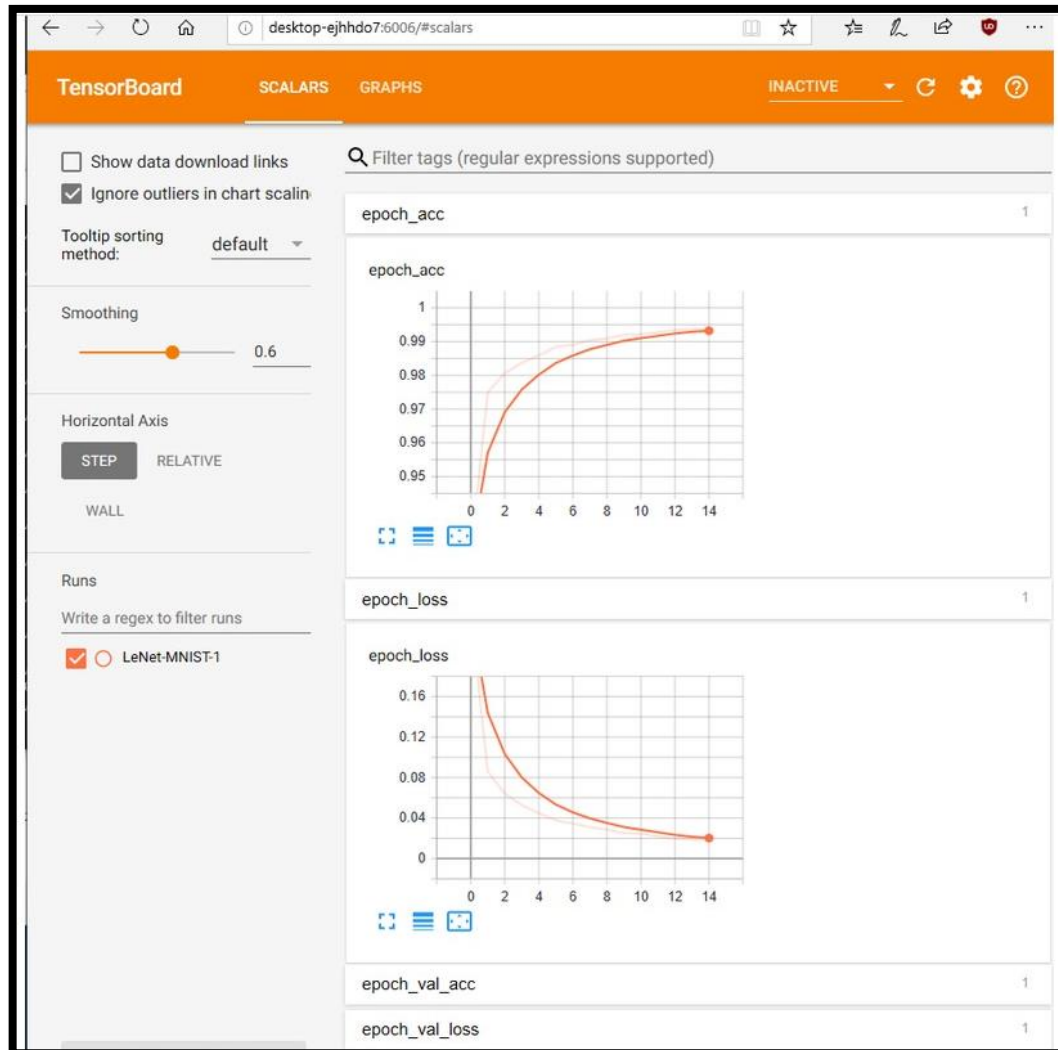 desktop-ejhhdo7:6006/#scalars
TensorBoard SCALARS GRAPHS INACTIVE
Show data download links
Ignore outliers in chart scalin
Tooltip sorting
method:
default
Smoothing
0.6
Horizontal Axis
STEP RELATIVE
WALL
Runs
Write a regex to filter runs
LeNet-MNIST-1
Filter tags (regular expressions supported)
epoch_acc 1
epoch_acc
1
0.99
0.98
0.97
0.96
0.95
0 2 4 6 8 10 12 14
epoch_loss 1
epoch_loss
0.16
0.12
0.08
0.04
0
0 2 4 6 8 10 12 14
epoch_val_acc 1
epoch_val_loss 1